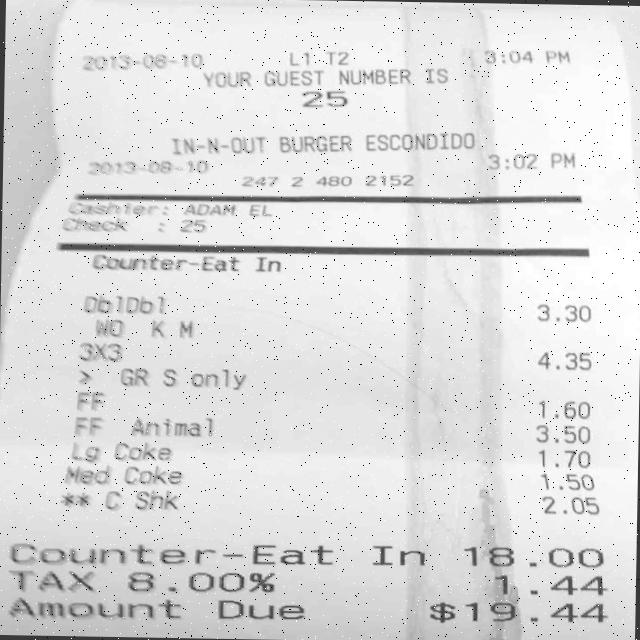 2013-08-10 L1 T2 3:04 PM
YOUR GUEST NUMBER IS
25
IN-N-OUT BURGER ESCONDIDO
2013-08-10 3:02 PM
247 2 480 2152
Cashier: ADAM EL
Check : 25
Counter-Eat In
DblDbl 3.30
WO K M
3X3 4.35
> GR S only
FF 1.60
FF Animal 3.50
Lg Coke 1.70
Med Coke 1.50
** C Shk 2.05
Counter-Eat In 18.00
TAX 8.00% 1.44
Amount Due $19.44